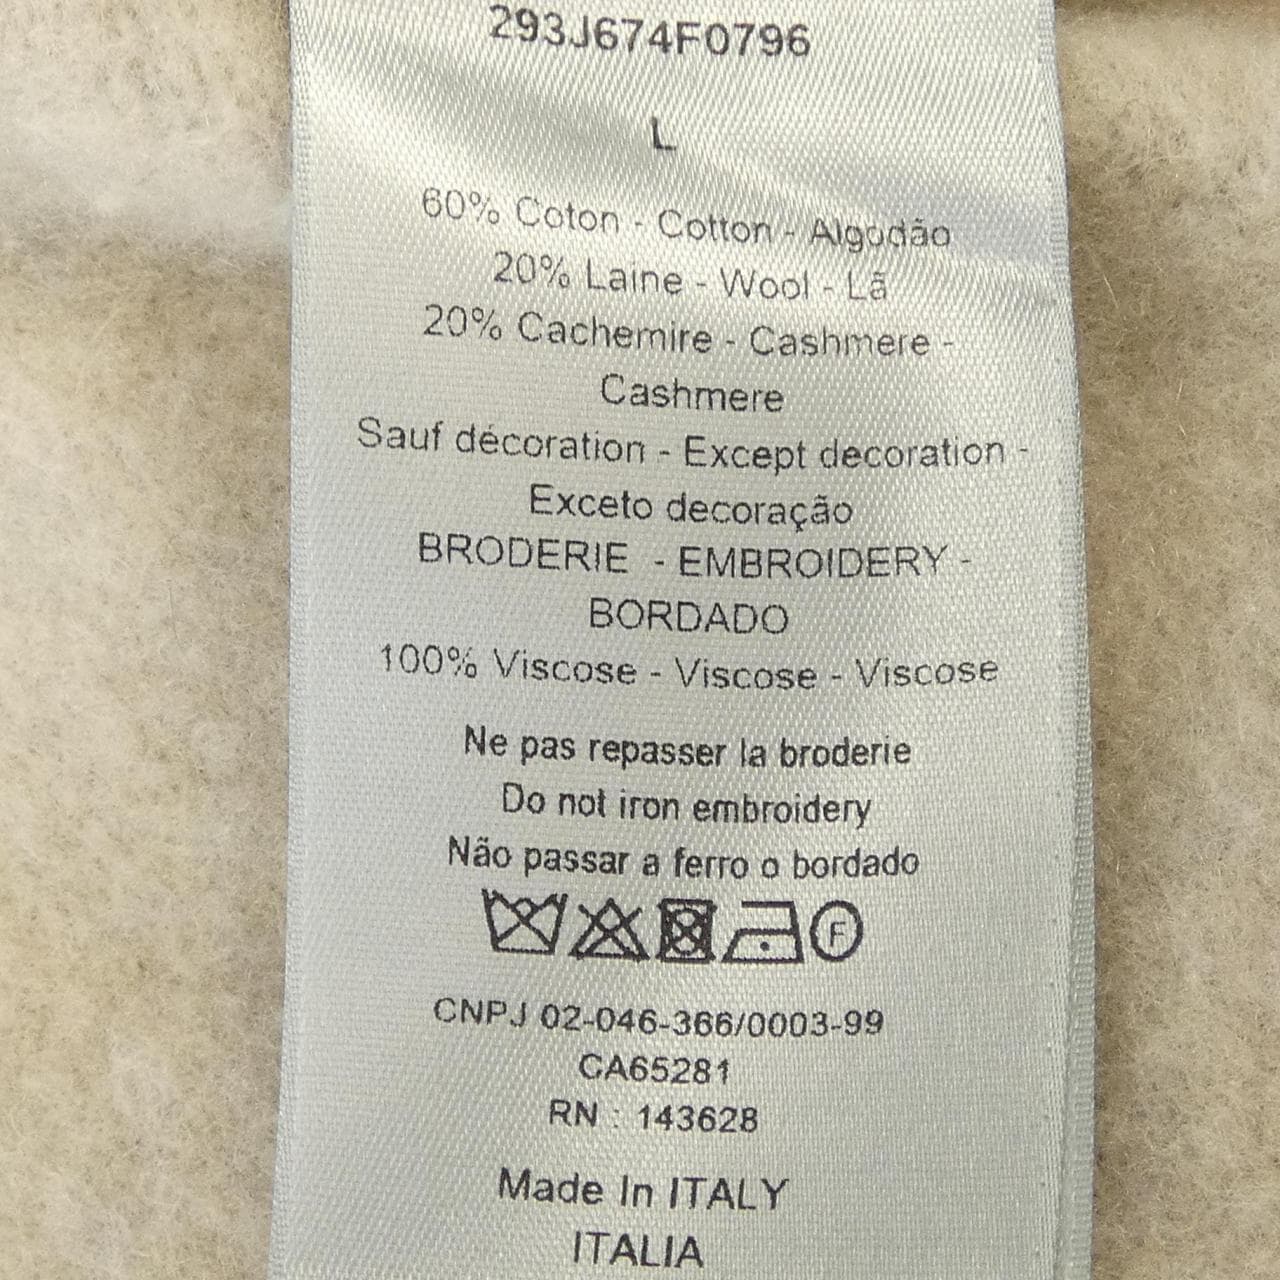 293J674F0796
L
60% Coton - Cotton - Algodão
20% Laine - Wool - Lã
20% Cachemire - Cashmere -
Cashmere
Sauf décoration - Except decoration -
Exceto decoração
BRODERIE - EMBROIDERY -
BORDADO
100% Viscose - Viscose - Viscose
Ne pas repasser la broderie
Do not iron embroidery
Não passar a ferro o bordado
F
CNPJ 02-046-366/0003-99
CA65281
RN : 143628
Made In ITALY
ITALIA